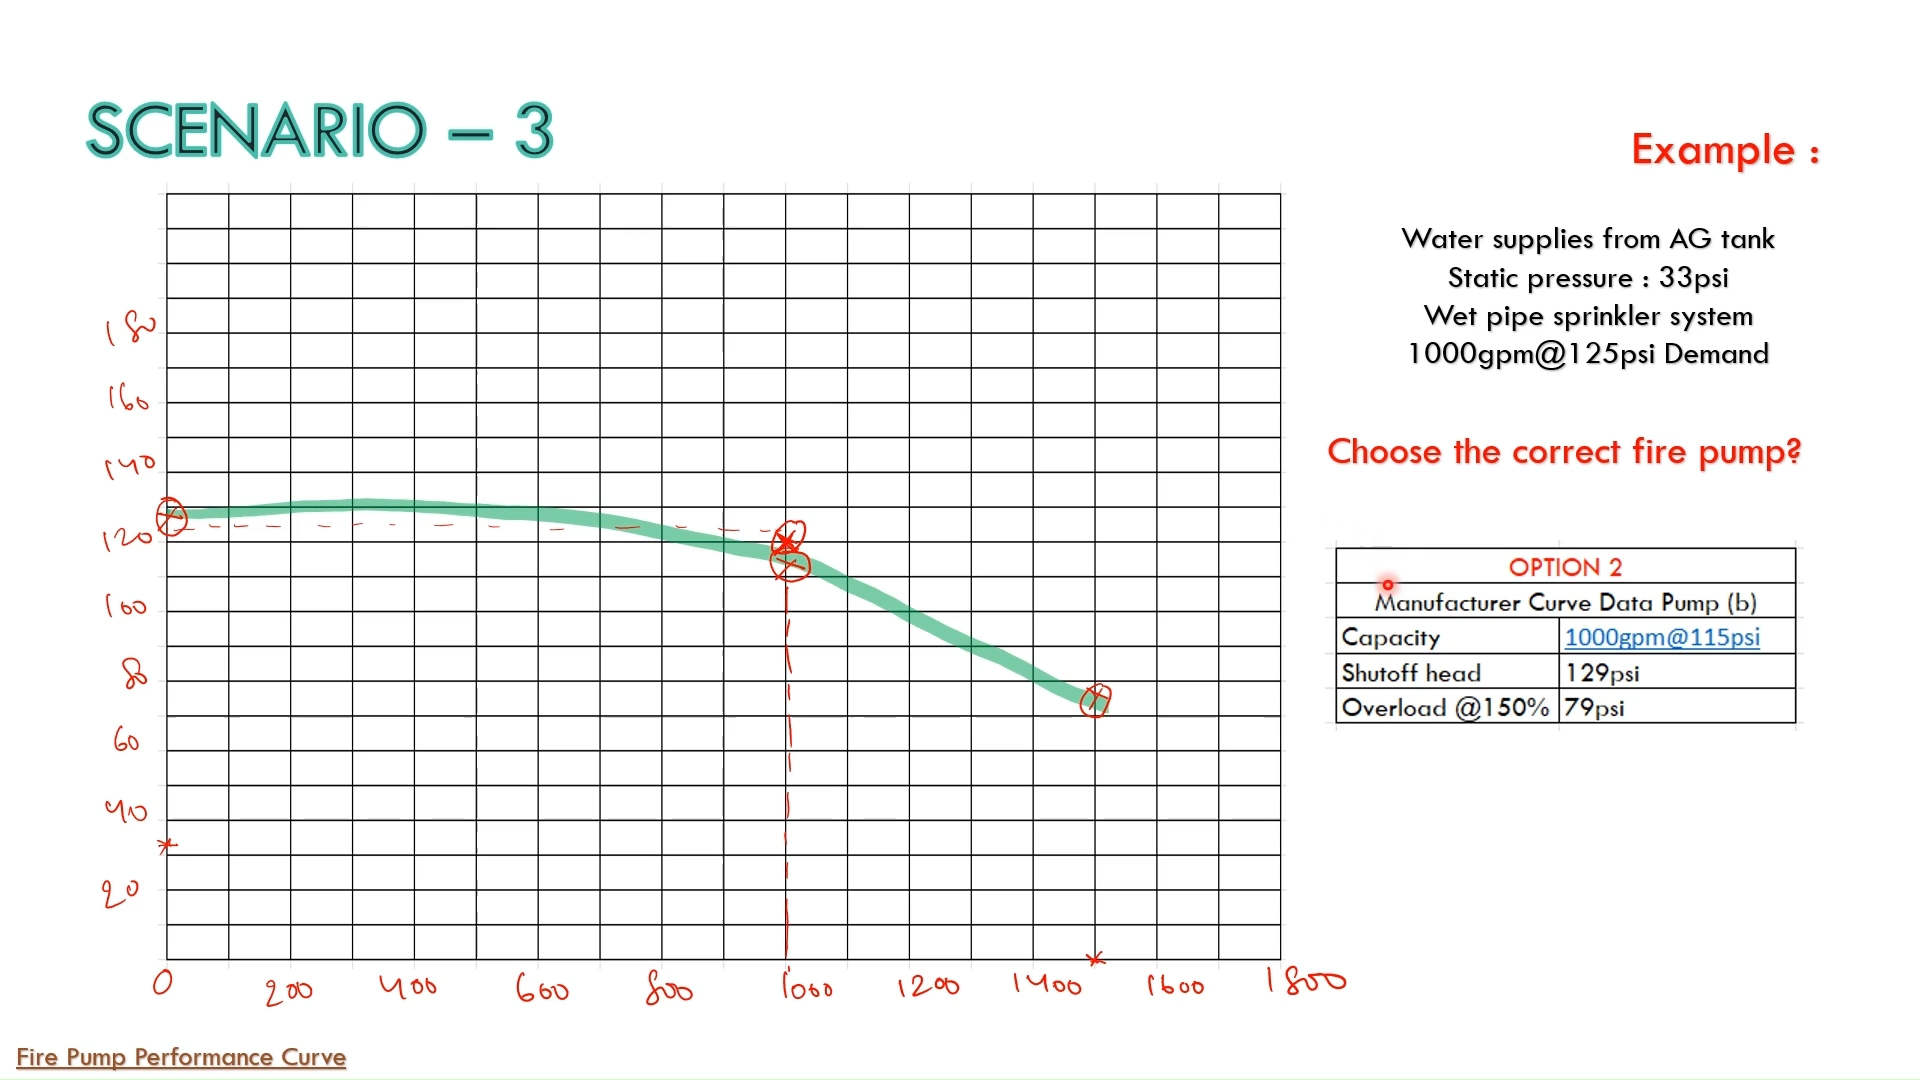 SCENARIO – 3
Example :
Water supplies from AG tank
Static pressure : 33psi
Wet pipe sprinkler system
1000gpm@125psi Demand
Choose the correct fire pump?
180
160
140
120
100
80
60
40
20
0 200 400 600 800 1000 1200 1400 1600 1800
OPTION 2
Manufacturer Curve Data Pump (b)
Capacity 1000gpm@115psi
Shutoff head 129psi
Overload @150% 79psi
Fire Pump Performance Curve